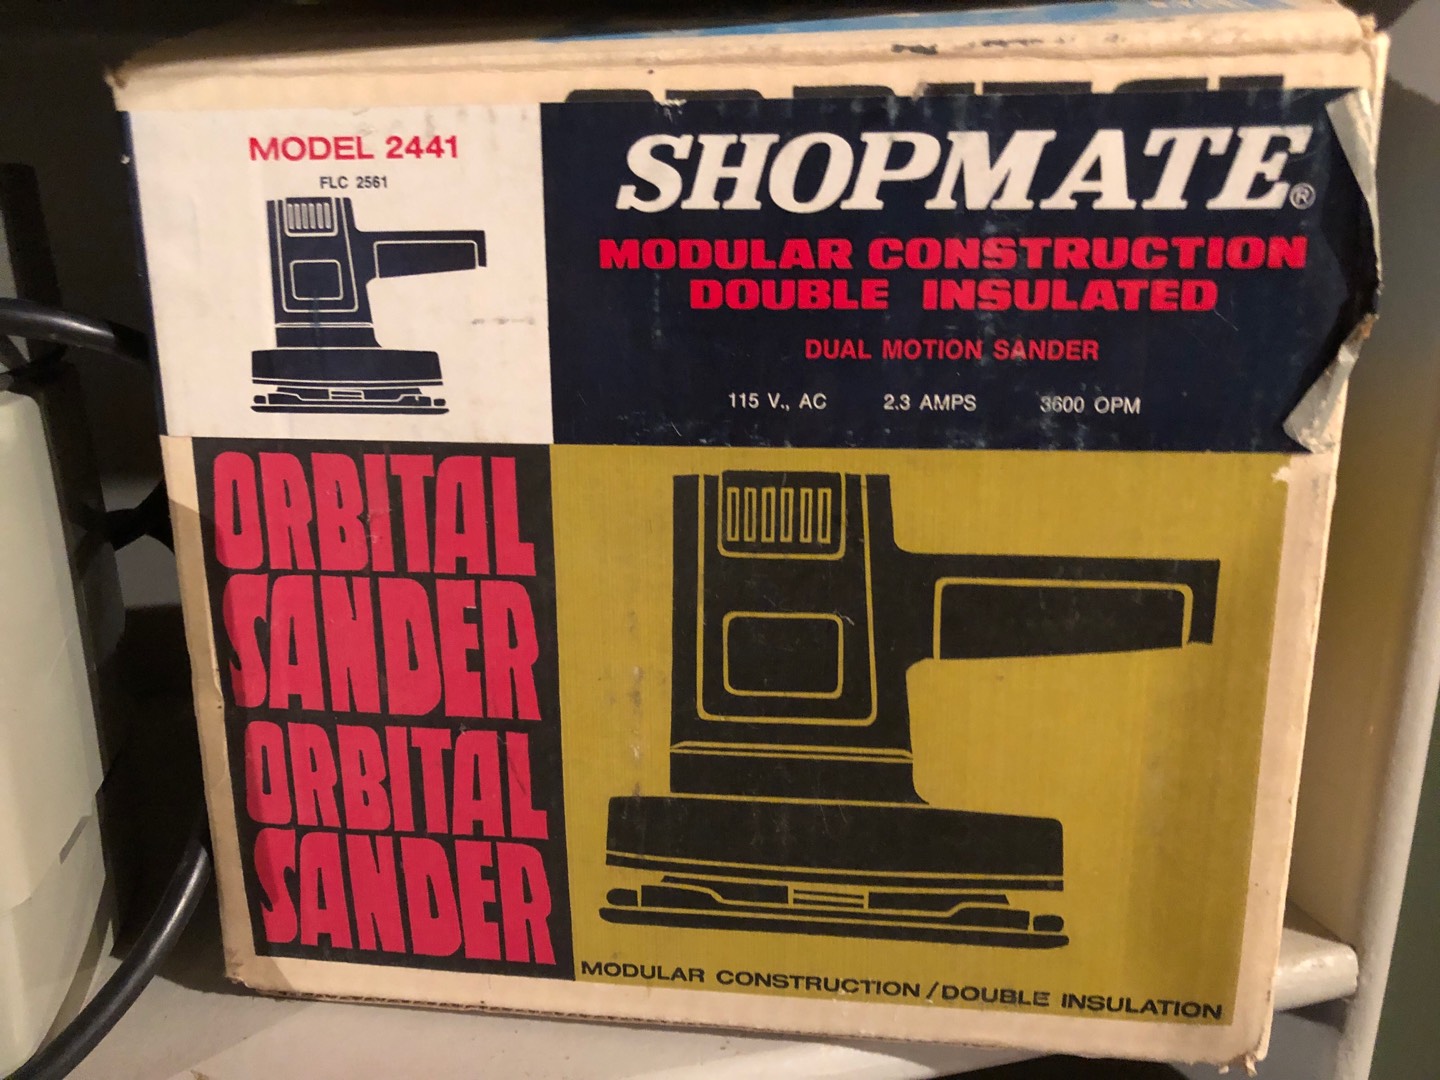 MODEL 2441
FLC 2561
SHOPMATE®
MODULAR CONSTRUCTION
DOUBLE INSULATED
DUAL MOTION SANDER
115 V., AC 2.3 AMPS 3600 OPM
ORBITAL
SANDER
ORBITAL
SANDER
MODULAR CONSTRUCTION/DOUBLE INSULATION